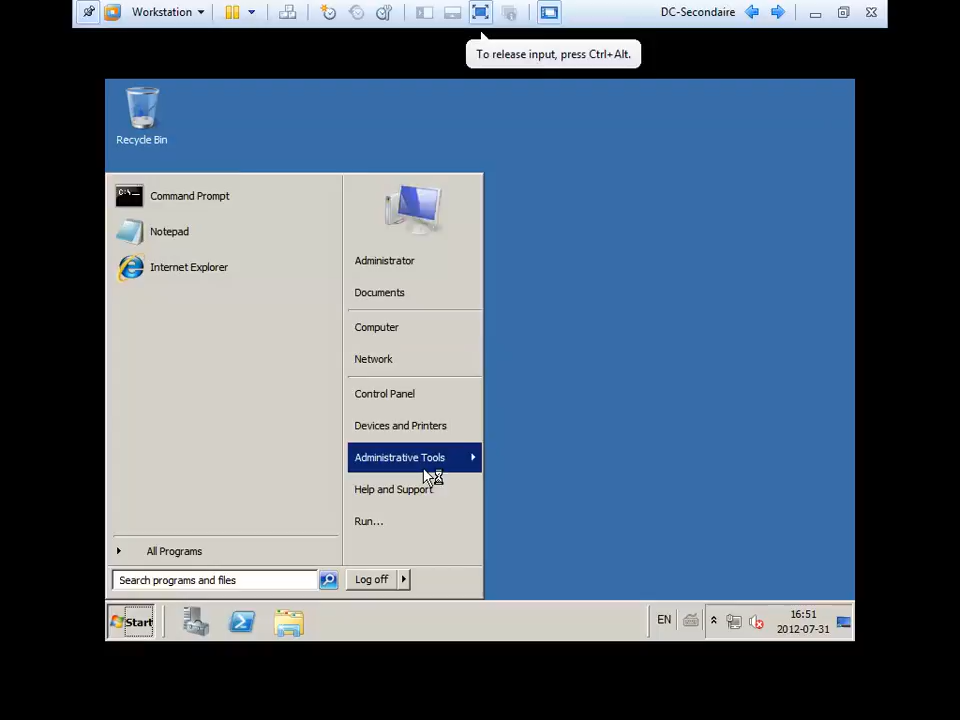 Workstation
DC-Secondaire
To release input, press Ctrl+Alt.
Recycle Bin
Command Prompt
Notepad
Internet Explorer
Administrator
Documents
Computer
Network
Control Panel
Devices and Printers
Administrative Tools
Help and Support
Run...
All Programs
Search programs and files
Log off
Start
EN
16:51
2012-07-31